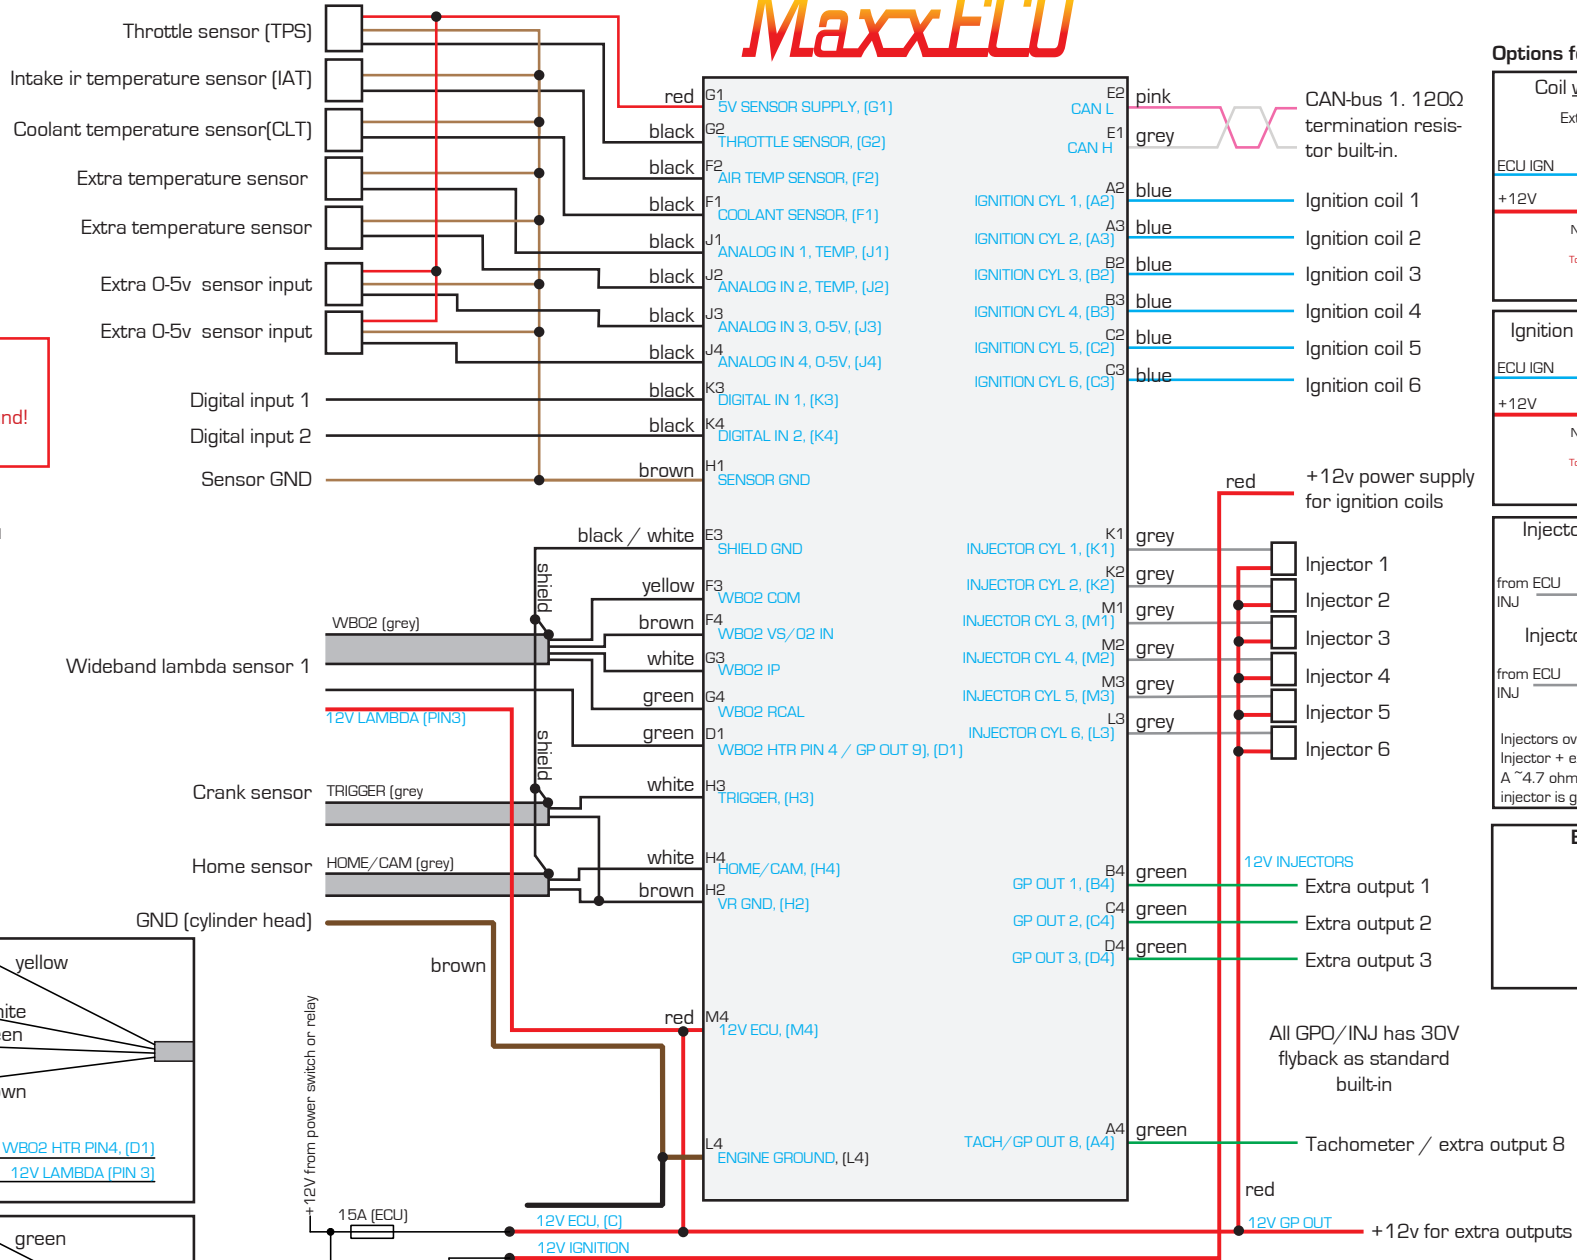 MaxxECU
Throttle sensor (TPS)
Intake ir temperature sensor (IAT)
Coolant temperature sensor(CLT)
Extra temperature sensor
Extra temperature sensor
Extra 0-5v sensor input
Extra 0-5v sensor input
Digital input 1
Digital input 2
Sensor GND
nd!
red G1
5V SENSOR SUPPLY, (G1)
black G2
THROTTLE SENSOR, (G2)
black F2
AIR TEMP SENSOR, (F2)
black F1
COOLANT SENSOR, (F1)
black J1
ANALOG IN 1, TEMP, (J1)
black J2
ANALOG IN 2, TEMP, (J2)
black J3
ANALOG IN 3, 0-5V, (J3)
black J4
ANALOG IN 4, 0-5V, (J4)
black K3
DIGITAL IN 1, (K3)
black K4
DIGITAL IN 2, (K4)
brown H1
SENSOR GND
black / white E3
SHIELD GND
shield
yellow F3
WBO2 COM
brown F4
WBO2 VS/O2 IN
white G3
WBO2 IP
green G4
WBO2 RCAL
green D1
WBO2 HTR PIN 4 / GP OUT 9), (D1)
WBO2 (grey)
Wideband lambda sensor 1
12V LAMBDA (PIN3)
shield
Crank sensor
TRIGGER (grey
white H3
TRIGGER, (H3)
Home sensor
HOME/CAM (grey)
white H4
HOME/CAM, (H4)
brown H2
VR GND, (H2)
GND (cylinder head)
brown
red M4
12V ECU, (M4)
L4
ENGINE GROUND, (L4)
+12V from power switch or relay
15A (ECU)
12V ECU, (C)
12V IGNITION
yellow
ite
en
wn
WBO2 HTR PIN4, (D1)
12V LAMBDA (PIN 3)
green
E2 pink
CAN L
E1 grey
CAN H
CAN-bus 1. 120Ω
termination resis-
tor built-in.
A2 blue
IGNITION CYL 1, (A2)
Ignition coil 1
A3 blue
IGNITION CYL 2, (A3)
Ignition coil 2
B2 blue
IGNITION CYL 3, (B2)
Ignition coil 3
B3 blue
IGNITION CYL 4, (B3)
Ignition coil 4
C2 blue
IGNITION CYL 5, (C2)
Ignition coil 5
C3 blue
IGNITION CYL 6, (C3)
Ignition coil 6
red
+12v power supply
for ignition coils
K1 grey
INJECTOR CYL 1, (K1)
Injector 1
K2 grey
INJECTOR CYL 2, (K2)
Injector 2
M1 grey
INJECTOR CYL 3, (M1)
Injector 3
M2 grey
INJECTOR CYL 4, (M2)
Injector 4
M3 grey
INJECTOR CYL 5, (M3)
Injector 5
L3 grey
INJECTOR CYL 6, (L3)
Injector 6
12V INJECTORS
B4 green
GP OUT 1, (B4)
Extra output 1
C4 green
GP OUT 2, (C4)
Extra output 2
D4 green
GP OUT 3, (D4)
Extra output 3
All GPO/INJ has 30V
flyback as standard
built-in
A4 green
TACH/GP OUT 8, (A4)
Tachometer / extra output 8
red
12V GP OUT
+12v for extra outputs
Options f
Coil
Ext
ECU IGN
+12V
N
To
Ignition
ECU IGN
+12V
N
To
Injecto
from ECU
INJ
Injecto
from ECU
INJ
Injectors ov
Injector + e
A ~4.7 ohm
injector is g